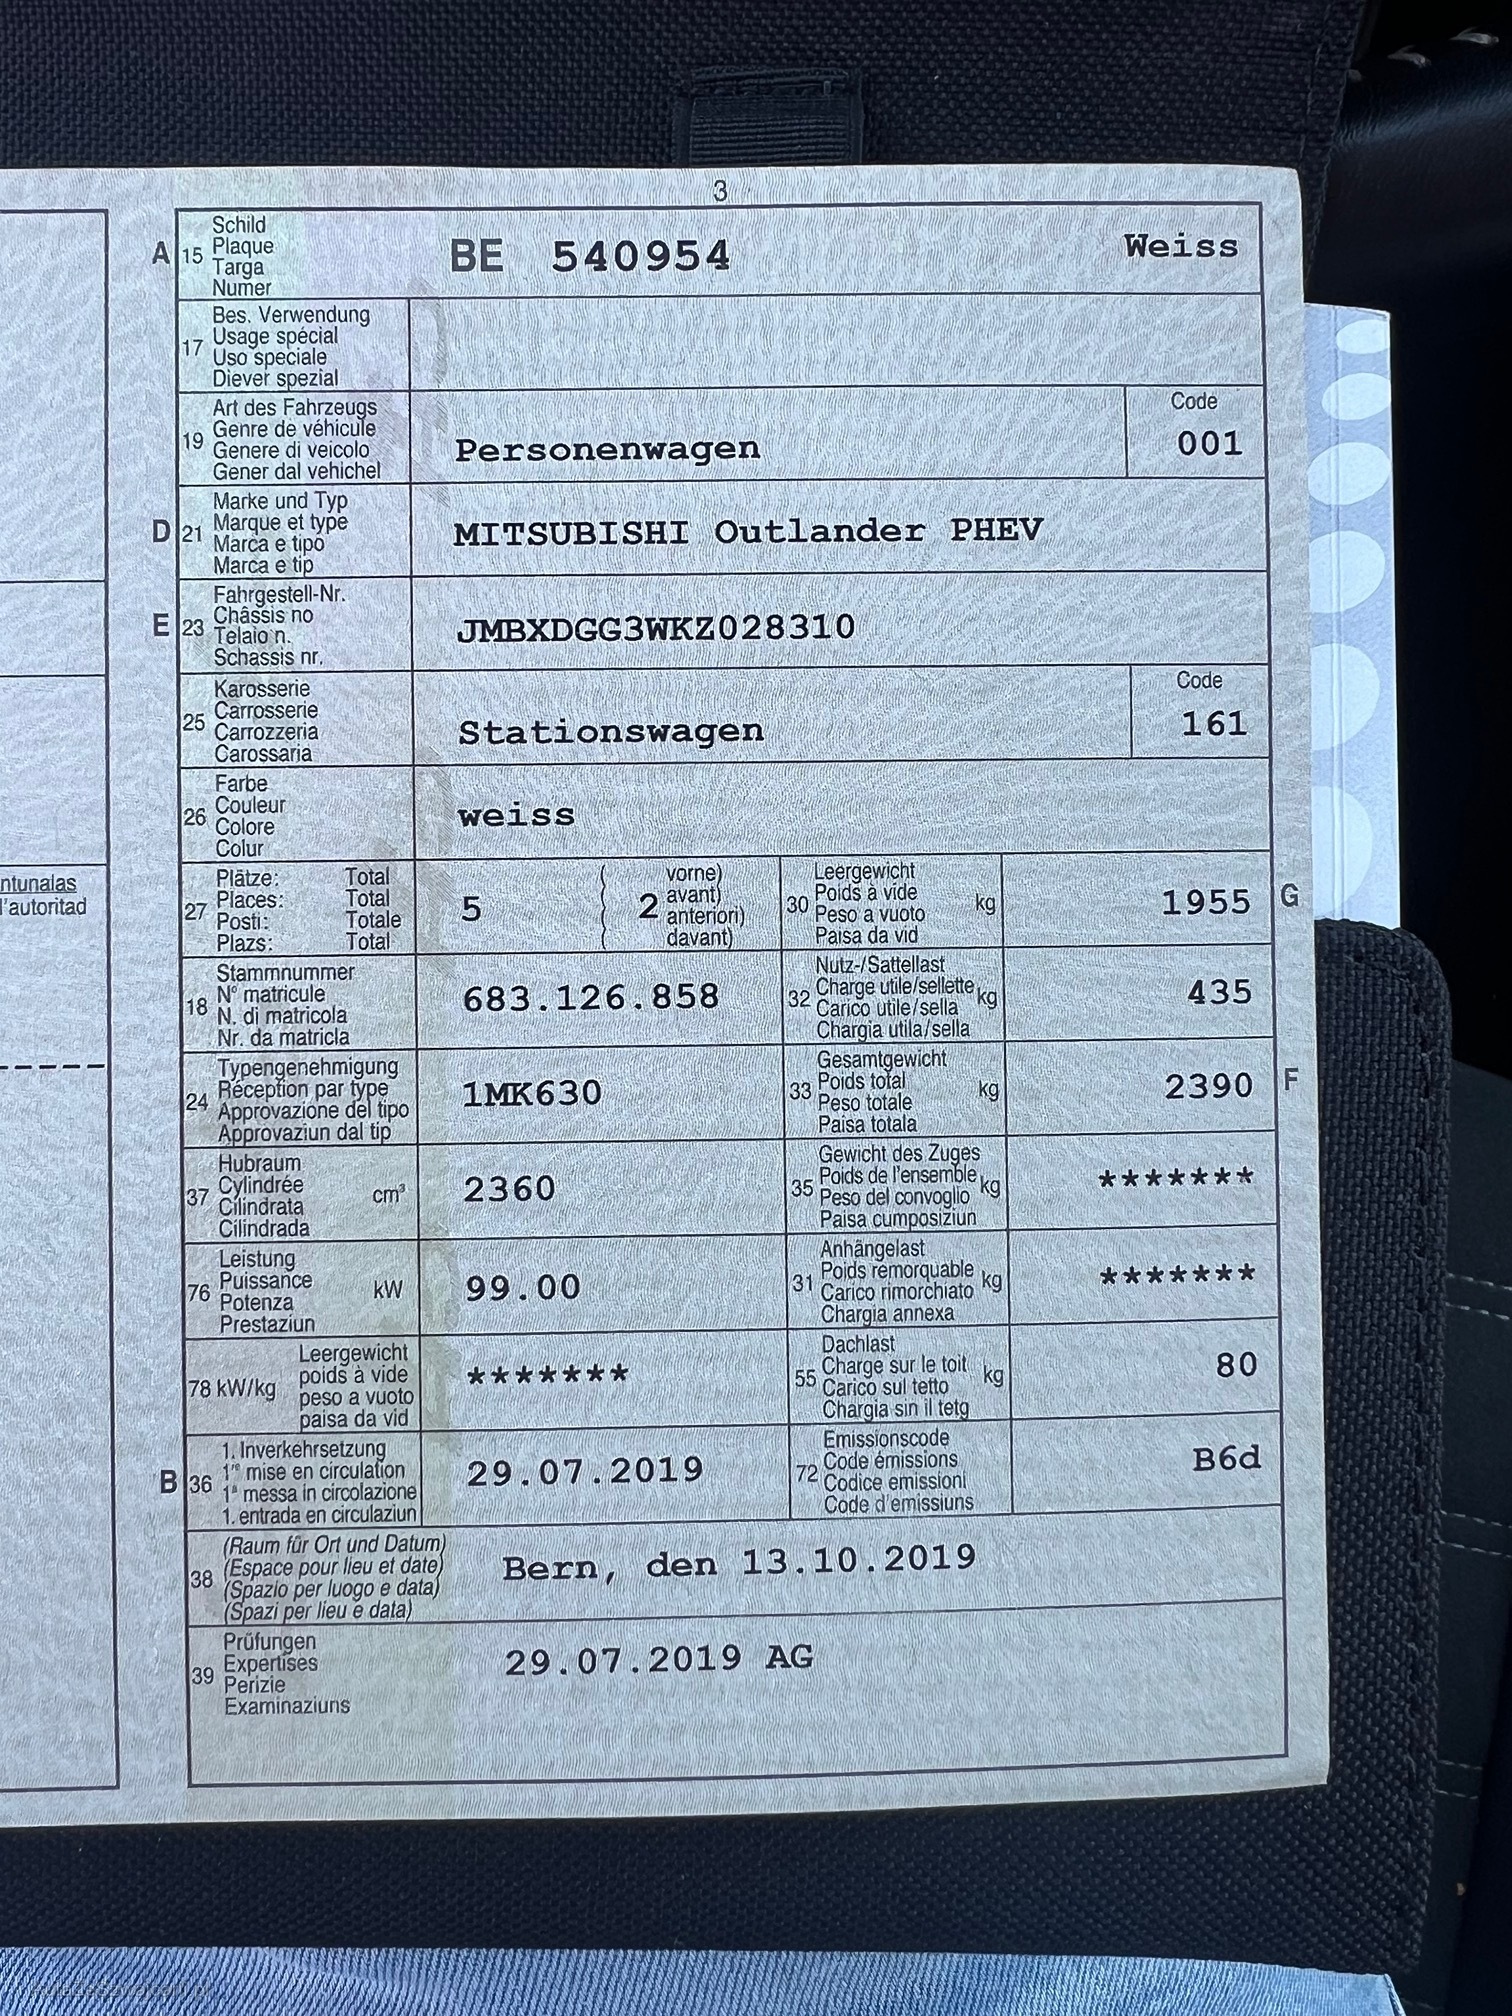 3
A 15 Schild
Plaque
Targa
Numer
BE 540954 Weiss
17 Bes. Verwendung
Usage spécial
Uso speciale
Diever spezial
19 Art des Fahrzeugs
Genre de véhicule
Genere di veicolo
Gener dal vehichel
Personenwagen
Code
001
D 21 Marke und Typ
Marque et type
Marca e tipo
Marca e tip
MITSUBISHI Outlander PHEV
E 23 Fahrgestell-Nr.
Châssis no
Telaio n.
Schassis nr.
JMBXDGG3WKZ028310
25 Karosserie
Carrosserie
Carrozzeria
Carossaria
Stationswagen
Code
161
26 Farbe
Couleur
Colore
Colur
weiss
27 Plätze: Total
Places: Total
Posti: Totale
Plazs: Total
5 ( 2 vorne)
avant)
anteriori)
davant)
30 Leergewicht
Poids à vide
Peso a vuoto
Paisa da vid
kg
1955 G
18 Stammnummer
N° matricule
N. di matricola
Nr. da matricla
683.126.858
32 Nutz-/Sattellast
Charge utile/sellette
Carico utile/sella
Chargia utila/sella
kg
435
24 Typengenehmigung
Réception par type
Approvazione del tipo
Approvaziun dal tip
1MK630
33 Gesamtgewicht
Poids total
Peso totale
Paisa totala
kg
2390 F
37 Hubraum
Cylindrée
Cilindrata
Cilindrada
cm³
2360
35 Gewicht des Zuges
Poids de l'ensemble
Peso del convoglio
Paisa cumposiziun
kg
*******
76 Leistung
Puissance
Potenza
Prestaziun
kW
99.00
31 Anhängelast
Poids remorquable
Carico rimorchiato
Chargia annexa
kg
*******
78 kW/kg Leergewicht
poids à vide
peso a vuoto
paisa da vid
*******
55 Dachlast
Charge sur le toit
Carico sul tetto
Chargia sin il tetg
kg
80
B 36 1. Inverkehrsetzung
1re mise en circulation
1a messa in circolazione
1. entrada en circulaziun
29.07.2019
72 Emissionscode
Code émissions
Codice emissioni
Code d'emissiuns
B6d
38 (Raum für Ort und Datum)
(Espace pour lieu et date)
(Spazio per luogo e data)
(Spazi per lieu e data)
Bern, den 13.10.2019
39 Prüfungen
Expertises
Perizie
Examinaziuns
29.07.2019 AG
ntunalas
l'autoritad